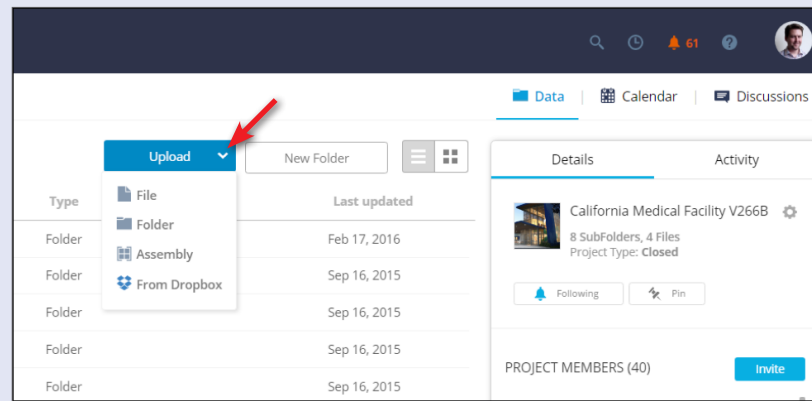 61
Data
Calendar
Discussions
Upload
New Folder
File
Folder
Assembly
From Dropbox
Type
Last updated
Folder
Feb 17, 2016
Folder
Sep 16, 2015
Folder
Sep 16, 2015
Folder
Sep 16, 2015
Folder
Sep 16, 2015
Details
Activity
California Medical Facility V266B
8 SubFolders, 4 Files
Project Type: Closed
Following
Pin
PROJECT MEMBERS (40)
Invite